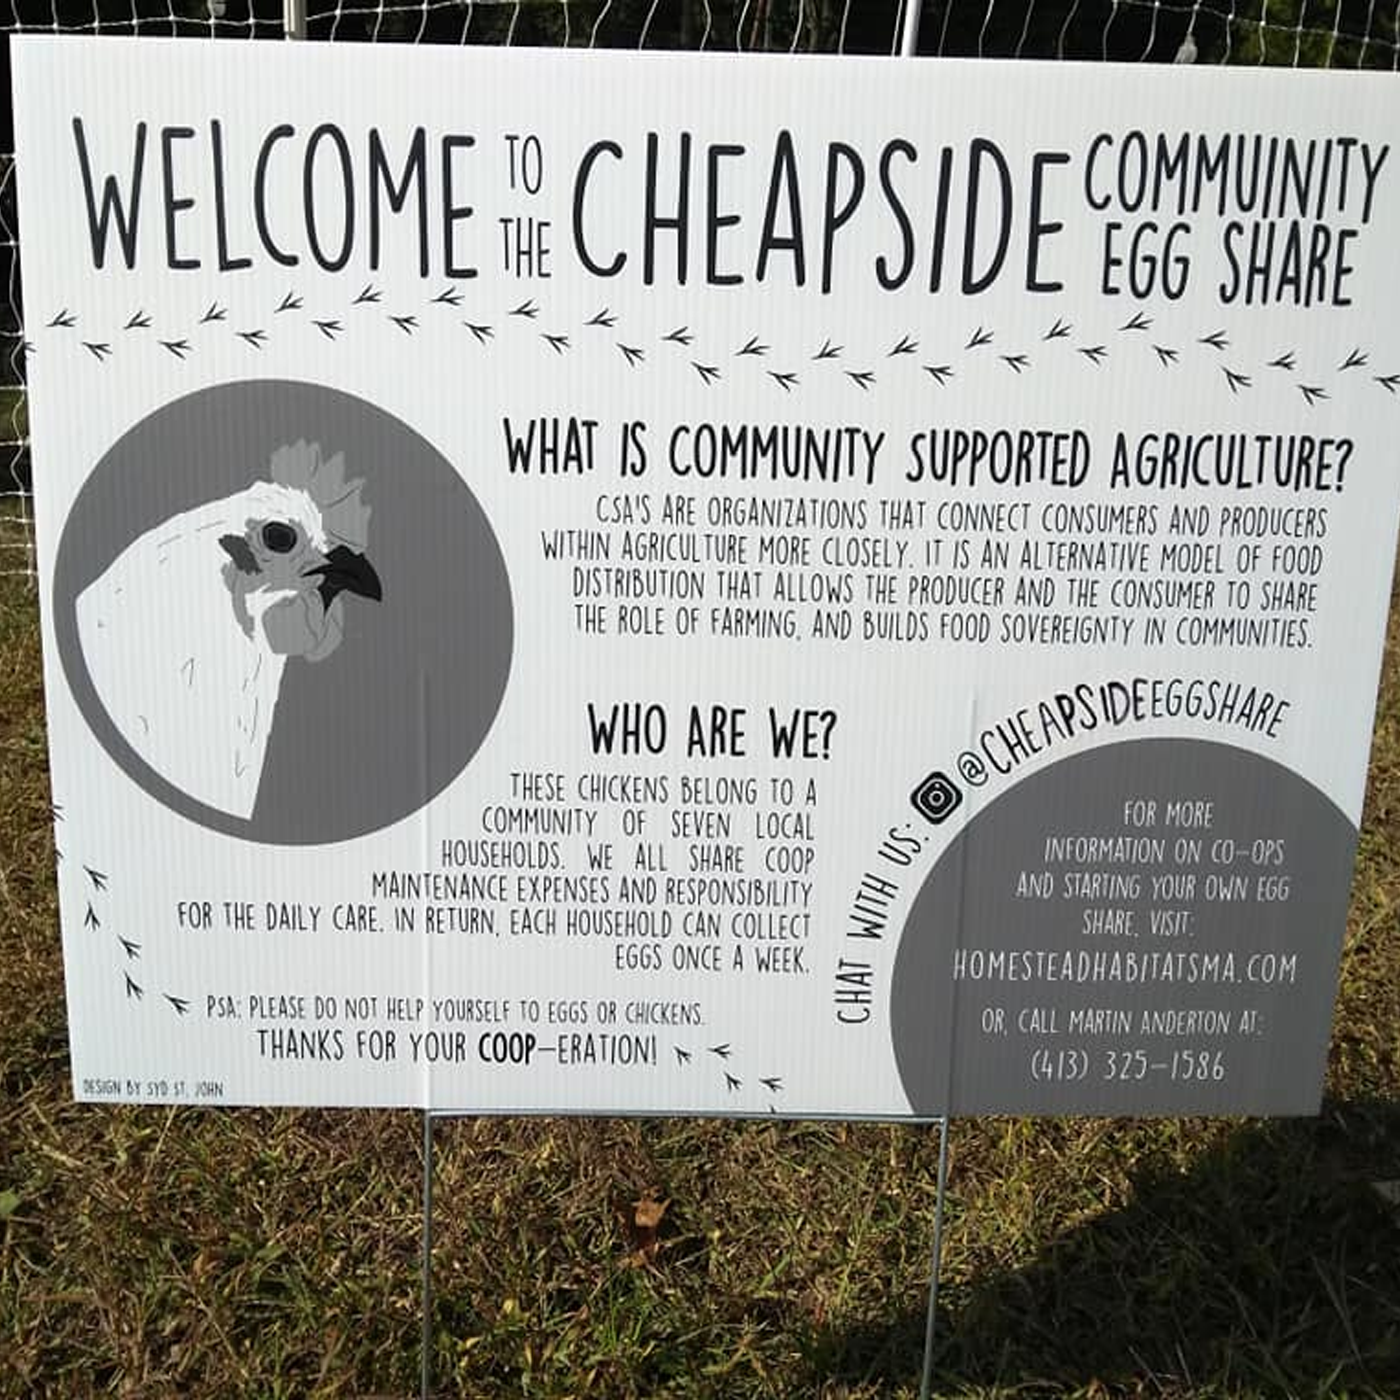 WELCOME TO THE CHEAPSIDE COMMUINITY EGG SHARE
WHAT IS COMMUNITY SUPPORTED AGRICULTURE?
CSA'S ARE ORGANIZATIONS THAT CONNECT CONSUMERS AND PRODUCERS
WITHIN AGRICULTURE MORE CLOSELY. IT IS AN ALTERNATIVE MODEL OF FOOD
DISTRIBUTION THAT ALLOWS THE PRODUCER AND THE CONSUMER TO SHARE
THE ROLE OF FARMING, AND BUILDS FOOD SOVEREIGNTY IN COMMUNITIES.
WHO ARE WE?
THESE CHICKENS BELONG TO A
COMMUNITY OF SEVEN LOCAL
HOUSEHOLDS. WE ALL SHARE COOP
MAINTENANCE EXPENSES AND RESPONSIBILITY
FOR THE DAILY CARE. IN RETURN, EACH HOUSEHOLD CAN COLLECT
EGGS ONCE A WEEK.
PSA: PLEASE DO NOT HELP YOURSELF TO EGGS OR CHICKENS.
THANKS FOR YOUR COOP-ERATION!
DESIGN BY SYD ST. JOHN
CHAT WITH US: @CHEAPSIDEEGGSHARE
FOR MORE
INFORMATION ON CO-OPS
AND STARTING YOUR OWN EGG
SHARE, VISIT:
HOMESTEADHABITATSMA.COM
OR, CALL MARTIN ANDERTON AT:
(413) 325-1586